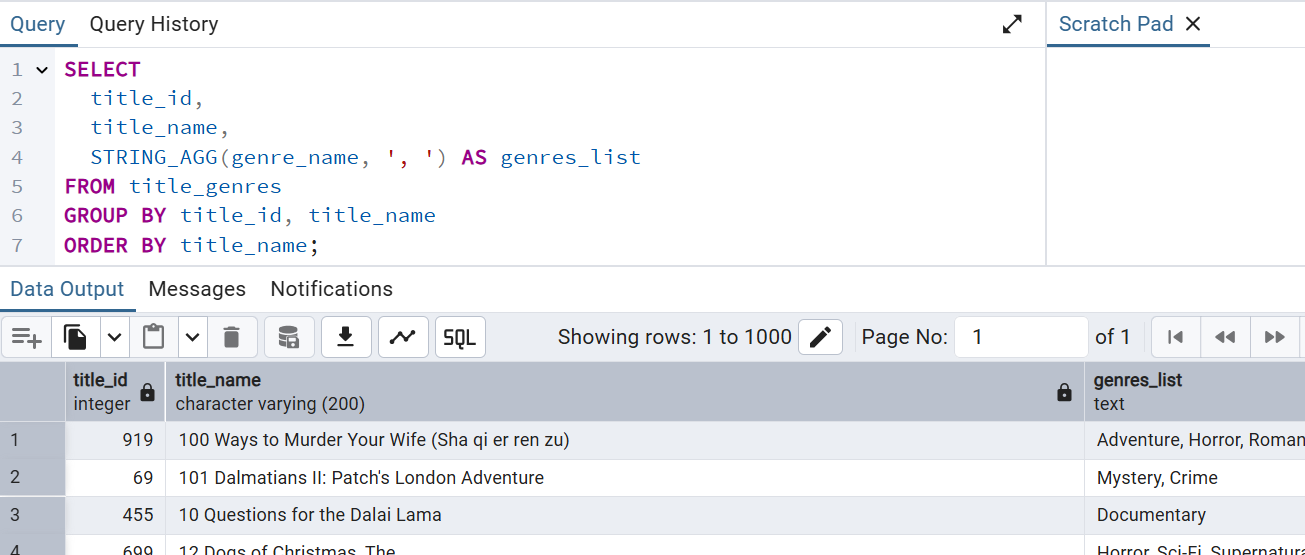 Query Query History Scratch Pad
1 SELECT
2 title_id,
3 title_name,
4 STRING_AGG(genre_name, ', ') AS genres_list
5 FROM title_genres
6 GROUP BY title_id, title_name
7 ORDER BY title_name;
Data Output Messages Notifications
SQL Showing rows: 1 to 1000 Page No: 1 of 1
title_id title_name genres_list
integer character varying (200) text
1 919 100 Ways to Murder Your Wife (Sha qi er ren zu) Adventure, Horror, Roman
2 69 101 Dalmatians II: Patch's London Adventure Mystery, Crime
3 455 10 Questions for the Dalai Lama Documentary
4 699 12 Dogs of Christmas, The Horror, Sci-Fi, Supernatura